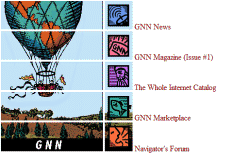 GNN News
GNN Magazine (Issue #1)
The Whole Internet Catalog
GNN Marketplace
Navigator's Forum
GNN